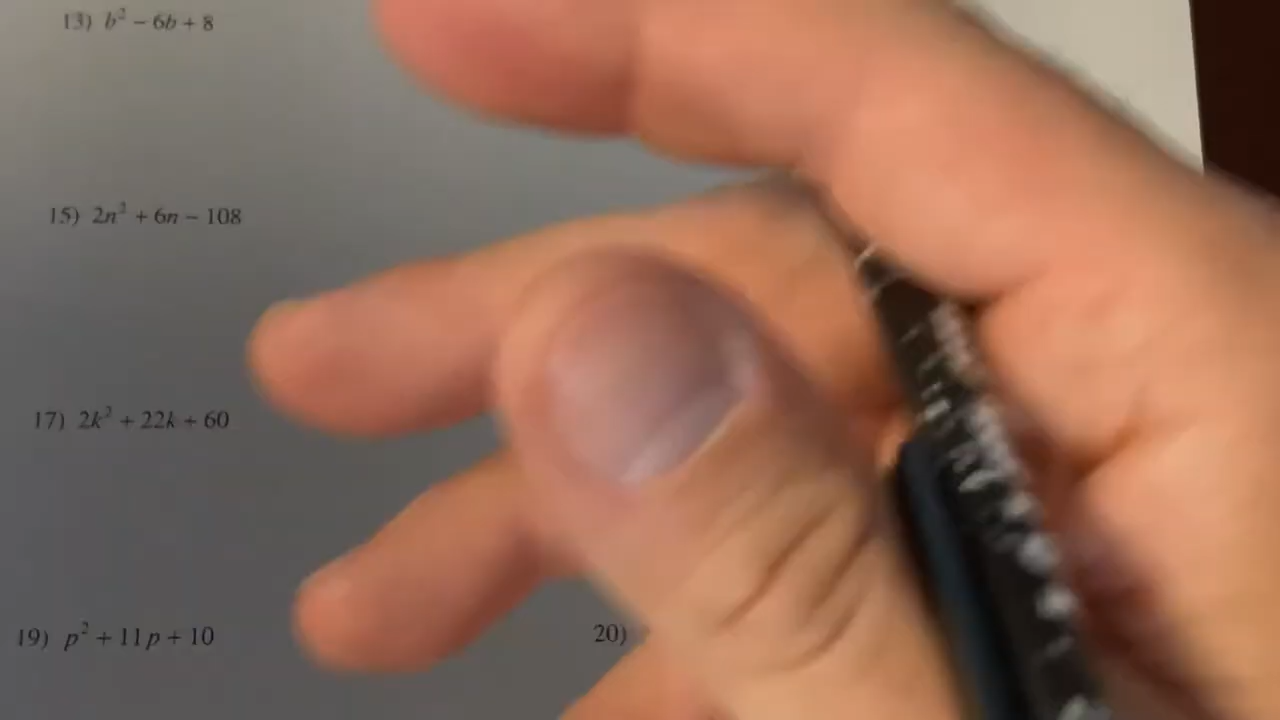 13) b² − 6b + 8
15) 2n² + 6n − 108
17) 2k² + 22k + 60
19) p² + 11p + 10
20)